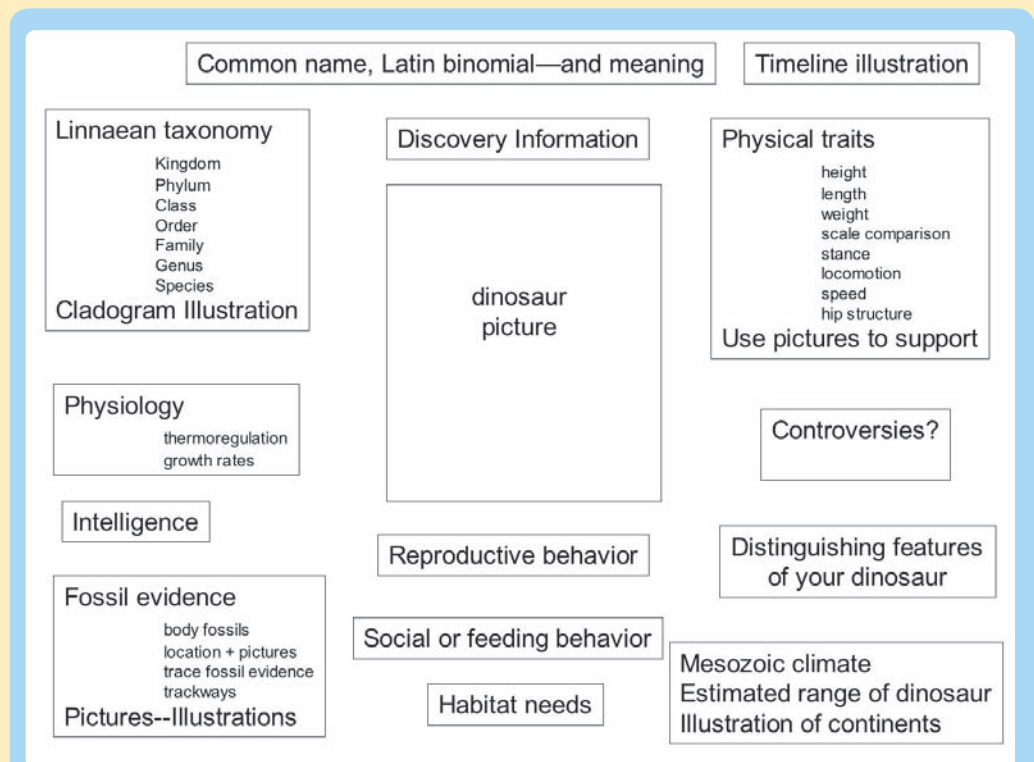 Common name, Latin binomial—and meaning
Timeline illustration
Linnaean taxonomy
Kingdom
Phylum
Class
Order
Family
Genus
Species
Cladogram Illustration
Discovery Information
dinosaur
picture
Physical traits
height
length
weight
scale comparison
stance
locomotion
speed
hip structure
Use pictures to support
Physiology
thermoregulation
growth rates
Controversies?
Intelligence
Reproductive behavior
Distinguishing features
of your dinosaur
Fossil evidence
body fossils
location + pictures
trace fossil evidence
trackways
Pictures--Illustrations
Social or feeding behavior
Habitat needs
Mesozoic climate
Estimated range of dinosaur
Illustration of continents